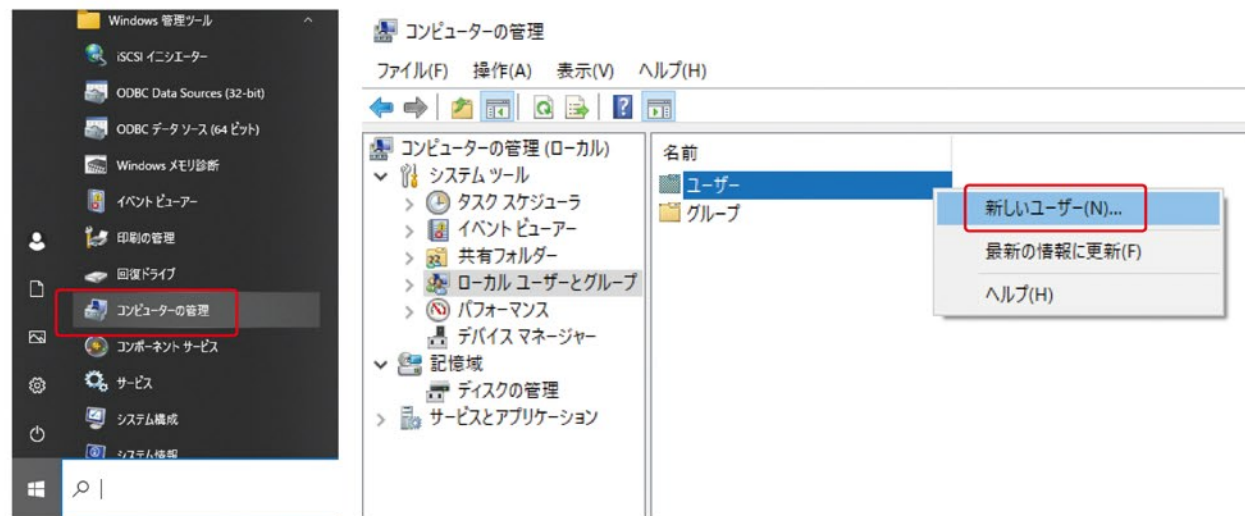 Windows 管理ツール
iSCSI イニシエーター
ODBC Data Sources (32-bit)
ODBC データ ソース (64 ビット)
Windows メモリ診断
イベント ビューアー
印刷の管理
回復ドライブ
コンピューターの管理
コンポーネント サービス
サービス
システム構成
システム情報
コンピューターの管理
ファイル(F) 操作(A) 表示(V) ヘルプ(H)
コンピューターの管理 (ローカル)
システム ツール
タスク スケジューラ
イベント ビューアー
共有フォルダー
ローカル ユーザーとグループ
パフォーマンス
デバイス マネージャー
記憶域
ディスクの管理
サービスとアプリケーション
名前
ユーザー
グループ
新しいユーザー(N)...
最新の情報に更新(F)
ヘルプ(H)